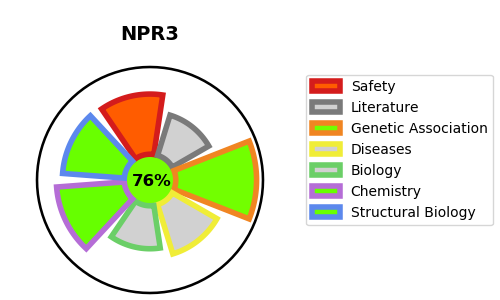 NPR3
76%
Safety
Literature
Genetic Association
Diseases
Biology
Chemistry
Structural Biology